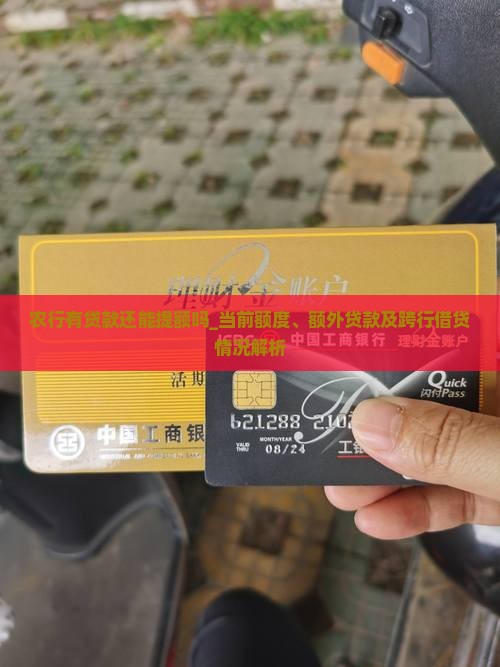 理财金账户
农行有贷款还能提额吗_当前额度、额外贷款及跨行借贷
情况解析
中国工商银行 理财金账户
Quick
闪付Pass
活期
中国工商银
621288 2102
VALID
THRU
MONTH/YEAR
08/24
工银